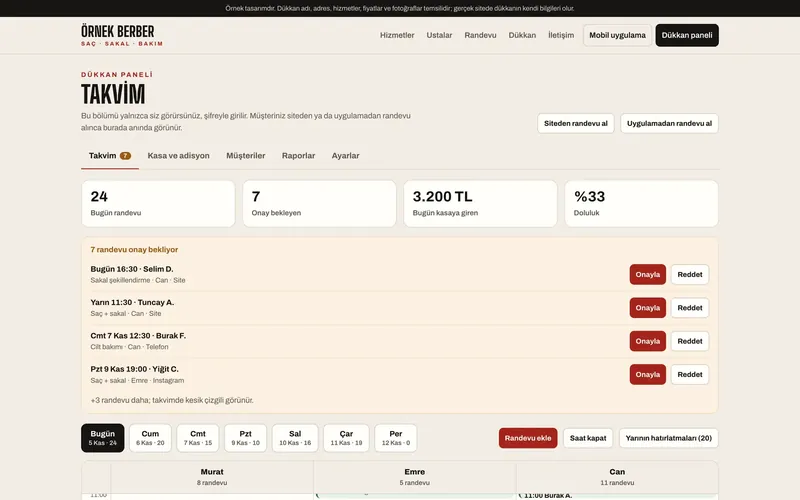 Örnek tasarımdır. Dükkan adı, adres, hizmetler, fiyatlar ve fotoğraflar temsilidir; gerçek sitede dükkanın kendi bilgileri olur.
ÖRNEK BERBER
SAÇ · SAKAL · BAKIM
Hizmetler Ustalar Randevu Dükkan İletişim Mobil uygulama Dükkan paneli
DÜKKAN PANELİ
TAKVİM
Bu bölümü yalnızca siz görürsünüz, şifreyle girilir. Müşteriniz siteden ya da uygulamadan randevu
alınca burada anında görünür.
Siteden randevu al Uygulamadan randevu al
Takvim 7 Kasa ve adisyon Müşteriler Raporlar Ayarlar
24 7 3.200 TL %33
Bugün randevu Onay bekleyen Bugün kasaya giren Doluluk
7 randevu onay bekliyor
Bugün 16:30 · Selim D.
Sakal şekillendirme · Can · Site
Onayla Reddet
Yarın 11:30 · Tuncay A.
Saç + sakal · Can · Site
Onayla Reddet
Cmt 7 Kas 12:30 · Burak F.
Cilt bakımı · Can · Telefon
Onayla Reddet
Pzt 9 Kas 19:00 · Yiğit C.
Saç + sakal · Emre · Instagram
Onayla Reddet
+3 randevu daha; takvimde kesik çizgili görünür.
Bugün Cum Cmt Pzt Sal Çar Per
5 Kas · 24 6 Kas · 20 7 Kas · 15 9 Kas · 10 10 Kas · 16 11 Kas · 19 12 Kas · 0
Randevu ekle Saat kapat Yarının hatırlatmaları (20)
Murat Emre Can
8 randevu 5 randevu 11 randevu
11:00 11:00 Burak A.